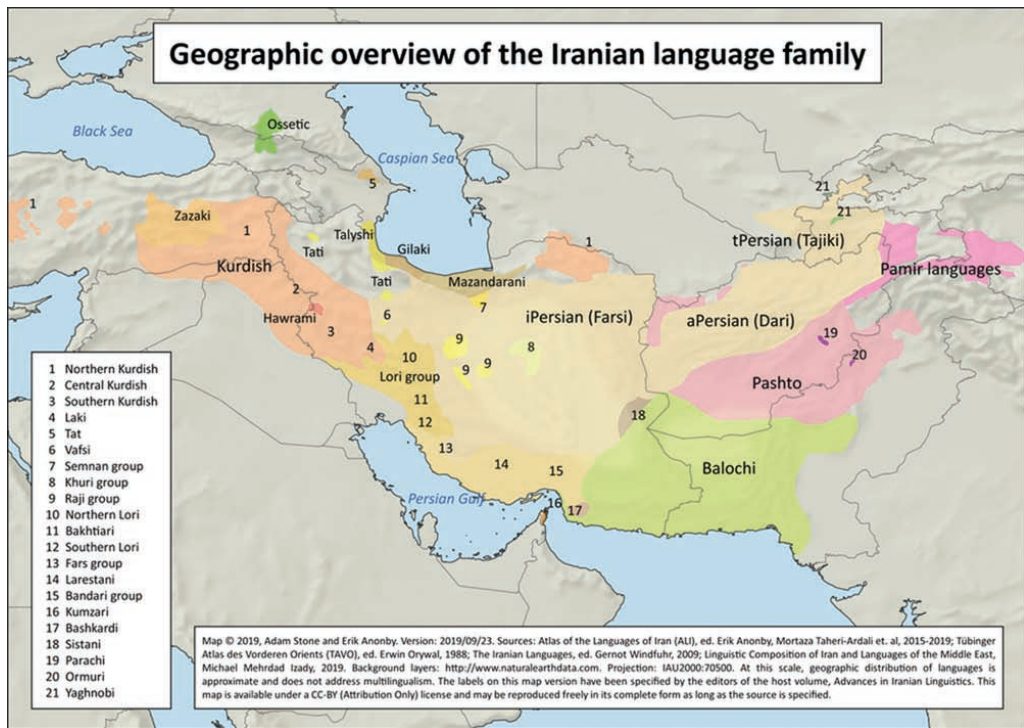 Geographic overview of the Iranian language family
Black Sea
Ossetic
Caspian Sea
5
21
21
1
Zazaki
1
Talyshi
Tati
Gilaki
1
tPersian (Tajiki)
Kurdish
Tati
Mazandarani
Pamir languages
2
Hawrami
6
7
iPersian (Farsi)
aPersian (Dari)
3
4
10
9
8
19
20
Lori group
9
9
Pashto
11
12
18
13
14
15
Balochi
Persian Gulf
16
17
1 Northern Kurdish
2 Central Kurdish
3 Southern Kurdish
4 Laki
5 Tat
6 Vafsi
7 Semnan group
8 Khuri group
9 Raji group
10 Northern Lori
11 Bakhtiari
12 Southern Lori
13 Fars group
14 Larestani
15 Bandari group
16 Kumzari
17 Bashkardi
18 Sistani
19 Parachi
20 Ormuri
21 Yaghnobi
Map © 2019, Adam Stone and Erik Anonby. Version: 2019/09/23. Sources: Atlas of the Languages of Iran (ALI), ed. Erik Anonby, Mortaza Taheri-Ardali et. al, 2015-2019; Tübinger
Atlas des Vorderen Orients (TAVO), ed. Erwin Orywal, 1988; The Iranian Languages, ed. Gernot Windfuhr, 2009; Linguistic Composition of Iran and Languages of the Middle East,
Michael Mehrdad Izady, 2019. Background layers: http://www.naturalearthdata.com. Projection: IAU2000:70500. At this scale, geographic distribution of languages is
approximate and does not address multilingualism. The labels on this map version have been specified by the editors of the host volume, Advances in Iranian Linguistics. This
map is available under a CC-BY (Attribution Only) license and may be reproduced freely in its complete form as long as the source is specified.